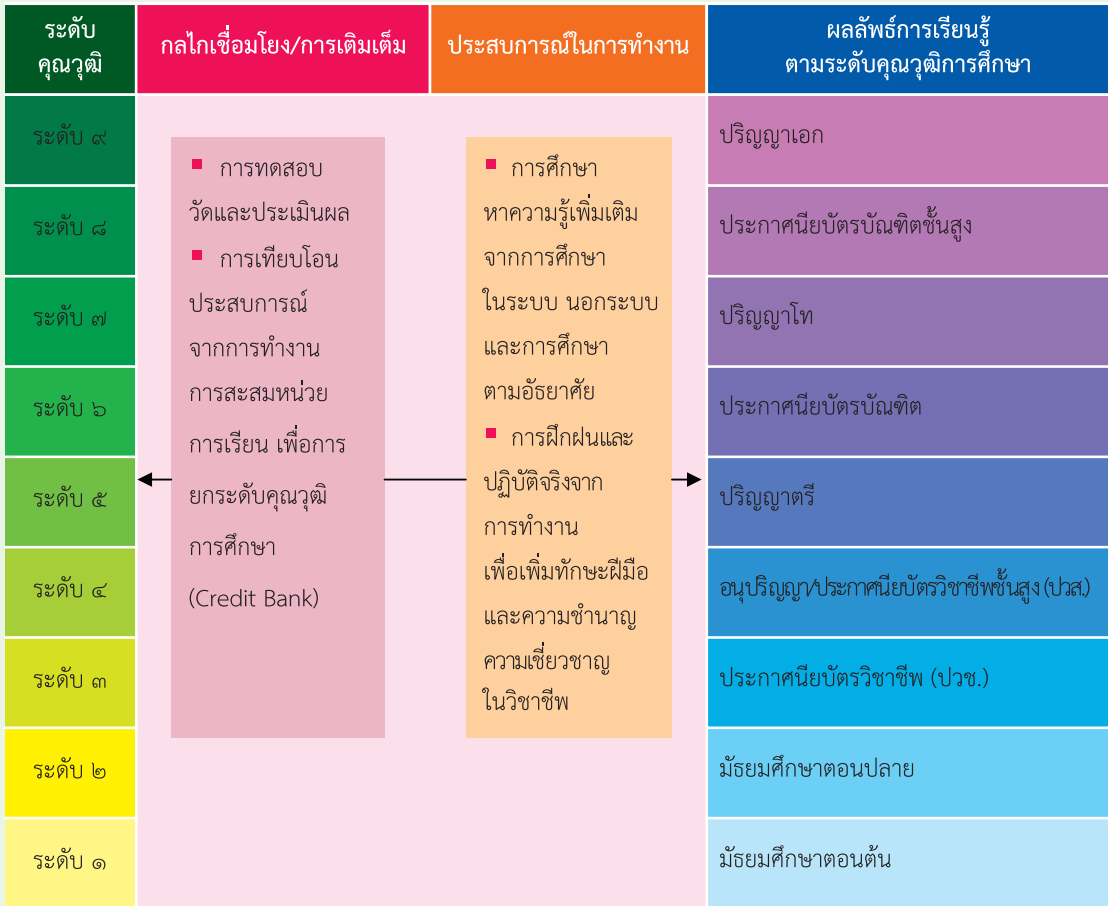 ระดับ
คุณวุฒิ
กลไกเชื่อมโยง/การเติมเต็ม
ประสบการณ์ในการทำงาน
ผลลัพธ์การเรียนรู้
ตามระดับคุณวุฒิการศึกษา
ระดับ ๙
ระดับ ๘
ระดับ ๗
ระดับ ๖
ระดับ ๕
ระดับ ๔
ระดับ ๓
ระดับ ๒
ระดับ ๑
▪ การทดสอบ
วัดและประเมินผล
▪ การเทียบโอน
ประสบการณ์
จากการทำงาน
การสะสมหน่วย
การเรียน เพื่อการ
ยกระดับคุณวุฒิ
การศึกษา
(Credit Bank)
▪ การศึกษา
หาความรู้เพิ่มเติม
จากการศึกษา
ในระบบ นอกระบบ
และการศึกษา
ตามอัธยาศัย
▪ การฝึกฝนและ
ปฏิบัติจริงจาก
การทำงาน
เพื่อเพิ่มทักษะฝีมือ
และความชำนาญ
ความเชี่ยวชาญ
ในวิชาชีพ
ปริญญาเอก
ประกาศนียบัตรบัณฑิตชั้นสูง
ปริญญาโท
ประกาศนียบัตรบัณฑิต
ปริญญาตรี
อนุปริญญา/ประกาศนียบัตรวิชาชีพชั้นสูง (ปวส.)
ประกาศนียบัตรวิชาชีพ (ปวช.)
มัธยมศึกษาตอนปลาย
มัธยมศึกษาตอนต้น